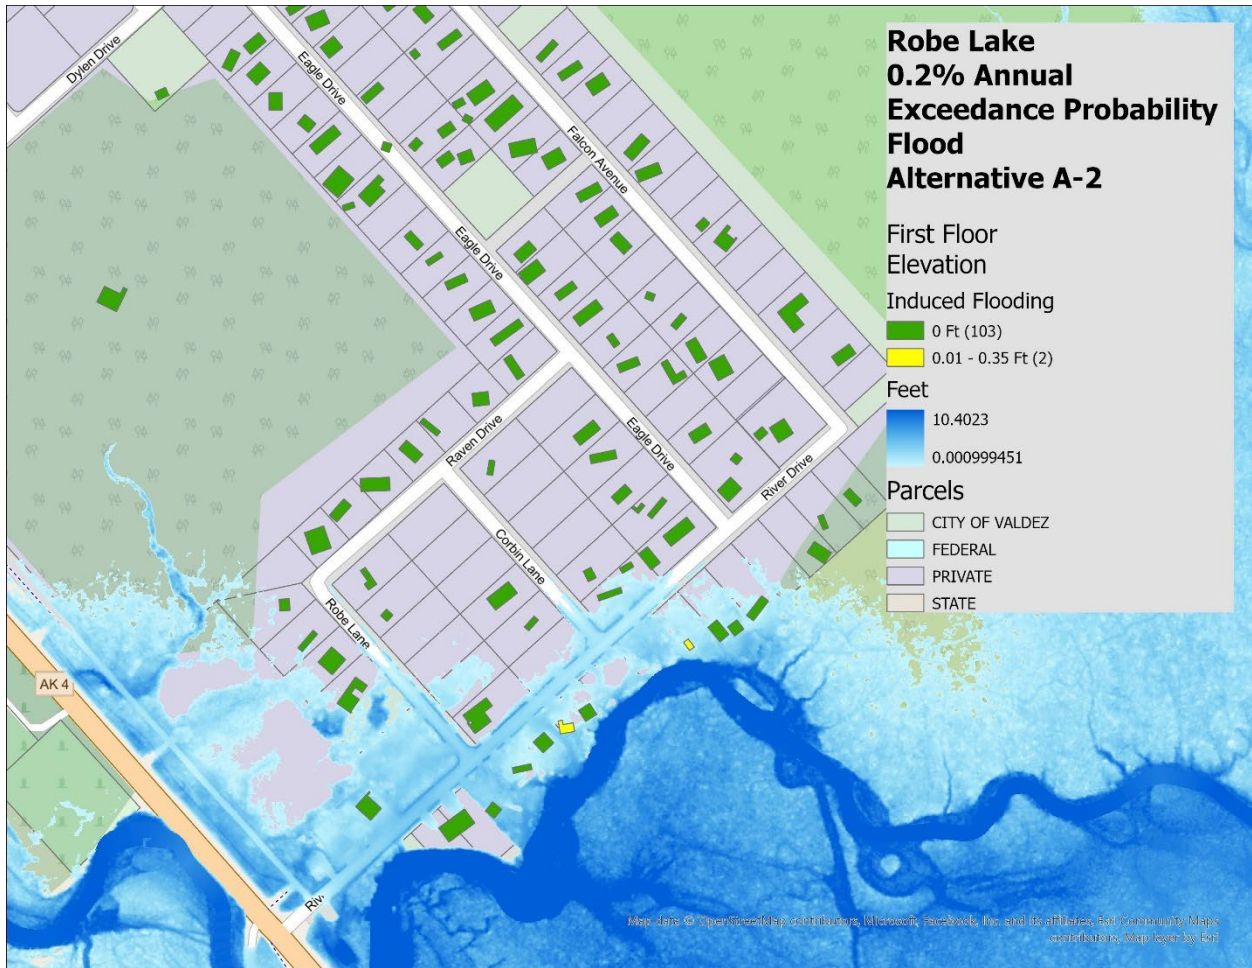 Robe Lake
0.2% Annual
Exceedance Probability
Flood
Alternative A-2
First Floor
Elevation
Induced Flooding
0 Ft (103)
0.01 - 0.35 Ft (2)
Feet
10.4023
0.000999451
Parcels
CITY OF VALDEZ
FEDERAL
PRIVATE
STATE
Dylen Drive
Eagle Drive
Falcon Avenue
Eagle Drive
Raven Drive
Eagle Drive
River Drive
Corbin Lane
Robe Lane
AK 4
Riv
Map data © OpenStreetMap contributors, Microsoft, Facebook, Inc. and its affiliates, Esri Community Maps
contributors, Map layer by Esri